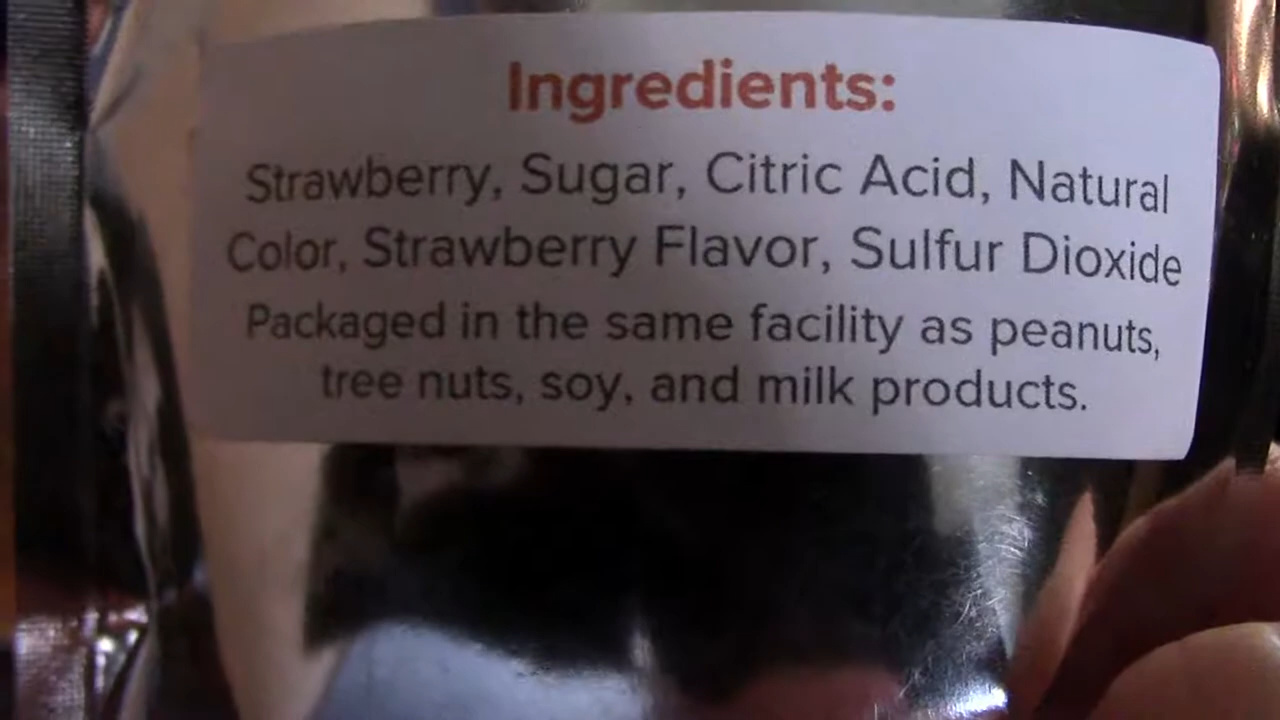 Ingredients:
Strawberry, Sugar, Citric Acid, Natural
Color, Strawberry Flavor, Sulfur Dioxide
Packaged in the same facility as peanuts,
tree nuts, soy, and milk products.